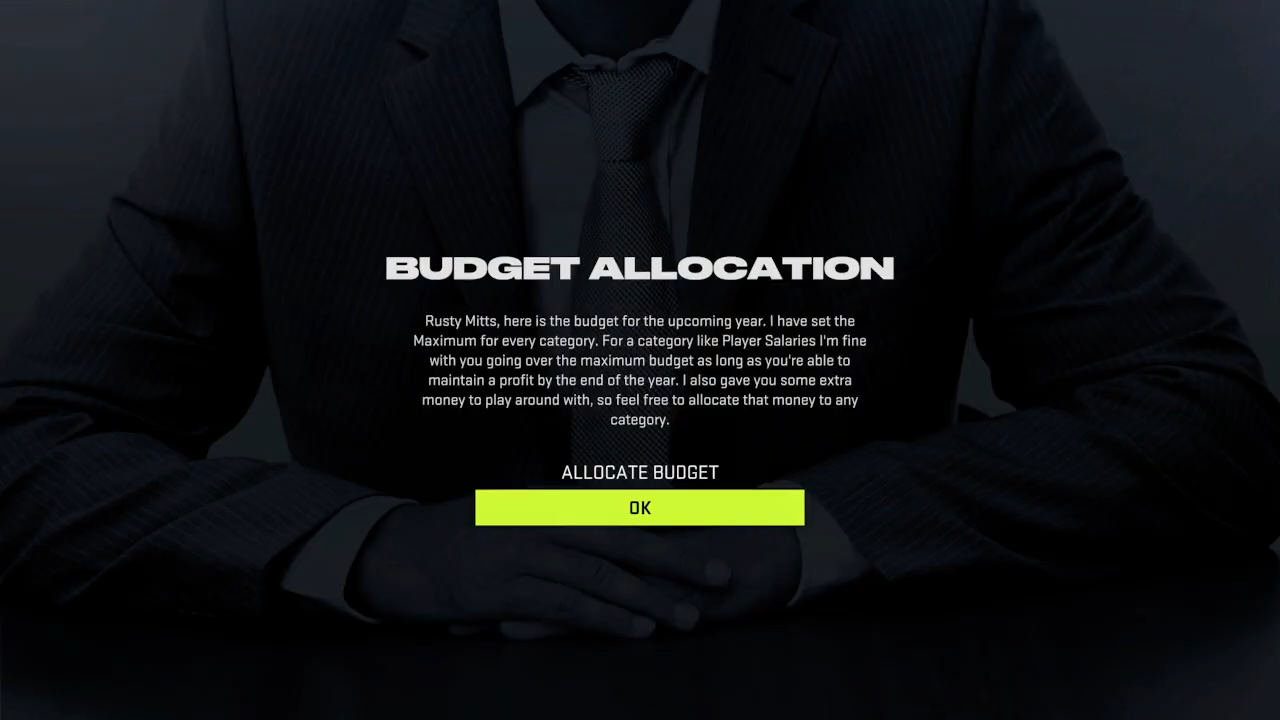 BUDGET ALLOCATION
Rusty Mitts, here is the budget for the upcoming year. I have set the
Maximum for every category. For a category like Player Salaries I'm fine
with you going over the maximum budget as long as you're able to
maintain a profit by the end of the year. I also gave you some extra
money to play around with, so feel free to allocate that money to any
category.
ALLOCATE BUDGET
OK